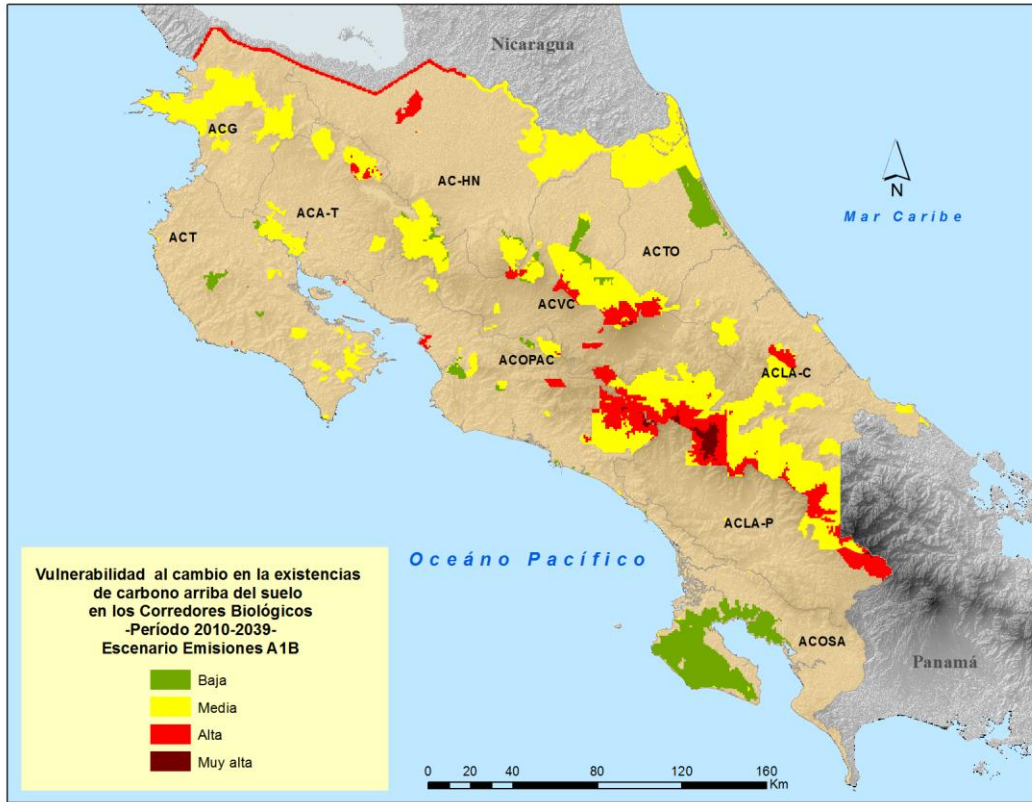 Nicaragua
ACG
AC-HN
N
Mar Caribe
ACA-T
ACT
ACTO
ACVC
ACOPAC
ACLA-C
ACLA-P
Oceáno Pacífico
ACOSA
Panamá
Vulnerabilidad al cambio en la existencias
de carbono arriba del suelo
en los Corredores Biológicos
-Período 2010-2039-
Escenario Emisiones A1B
Baja
Media
Alta
Muy alta
0 20 40 80 120 160
Km